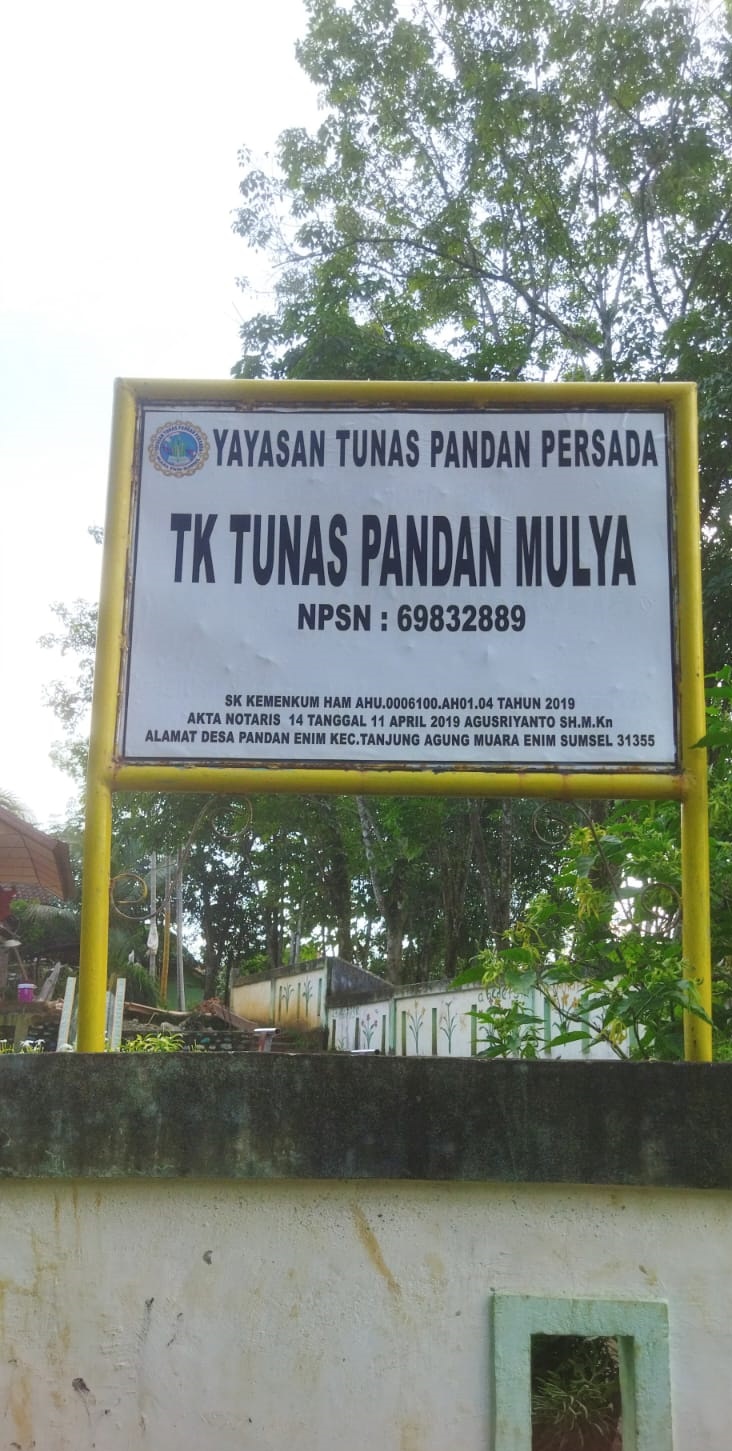 YAYASAN TUNAS PANDAN PERSADA
TK TUNAS PANDAN MULYA
NPSN : 69832889
SK KEMENKUM HAM AHU.0006100.AH01.04 TAHUN 2019
AKTA NOTARIS 14 TANGGAL 11 APRIL 2019 AGUSRIYANTO SH.M.Kn
ALAMAT DESA PANDAN ENIM KEC.TANJUNG AGUNG MUARA ENIM SUMSEL 31355